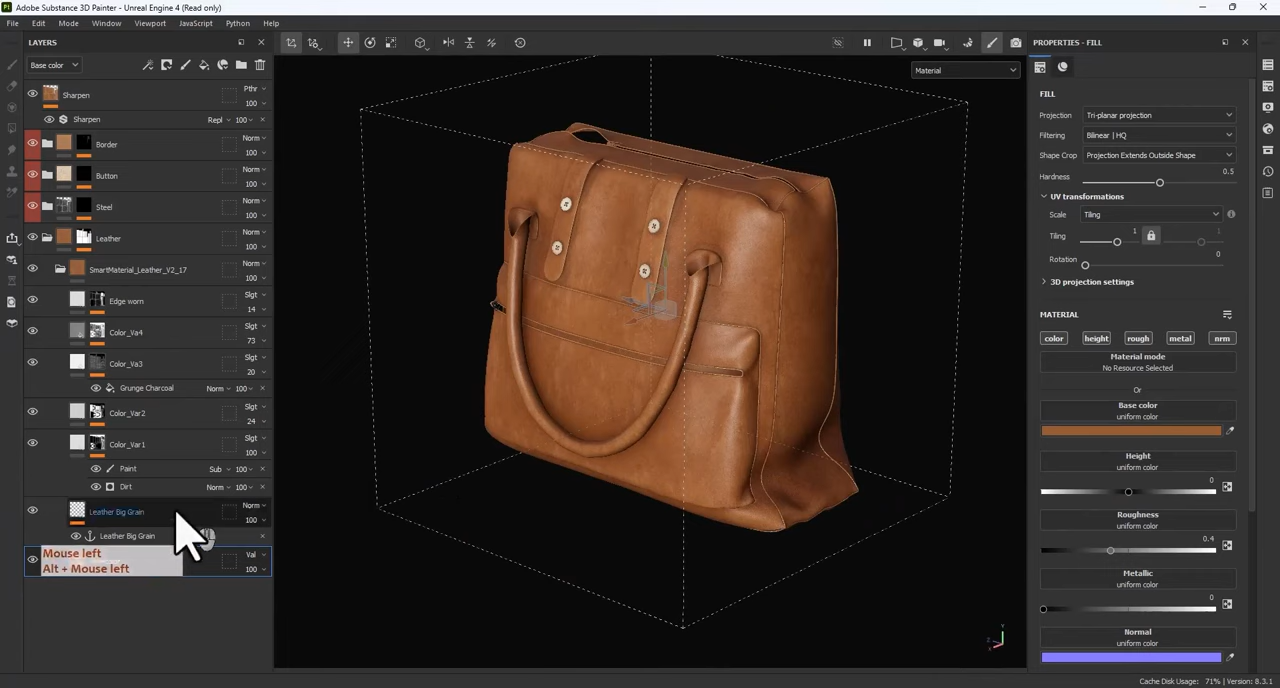 Pt Adobe Substance 3D Painter - Unreal Engine 4 (Read only)
File Edit Mode Window Viewport JavaScript Python Help
LAYERS
Base color
Sharpen Pthr 100
Sharpen Repl 100
Border Norm 100
Button Norm 100
Steel Norm 100
Leather Norm 100
SmartMaterial_Leather_V2_17 Norm 100
Edge worn Slgt 14
Color_Va4 Slgt 73
Color_Va3 Slgt 20
Grunge Charcoal Norm 100
Color_Var2 Slgt 24
Color_Var1 Slgt 100
Paint Sub 100
Dirt Norm 100
Leather Big Grain Norm 100
Leather Big Grain
Val 100
Mouse left
Alt + Mouse left
Material
Y
Z
X
PROPERTIES - FILL
FILL
Projection Tri-planar projection
Filtering Bilinear | HQ
Shape Crop Projection Extends Outside Shape
Hardness 0.5
UV transformations
Scale Tiling
Tiling 1 1
Rotation 0
3D projection settings
MATERIAL
color height rough metal nrm
Material mode
No Resource Selected
Or
Base color
uniform color
Height
uniform color
0
Roughness
uniform color
0.4
Metallic
uniform color
0
Normal
uniform color
Cache Disk Usage: 71% | Version: 8.3.1